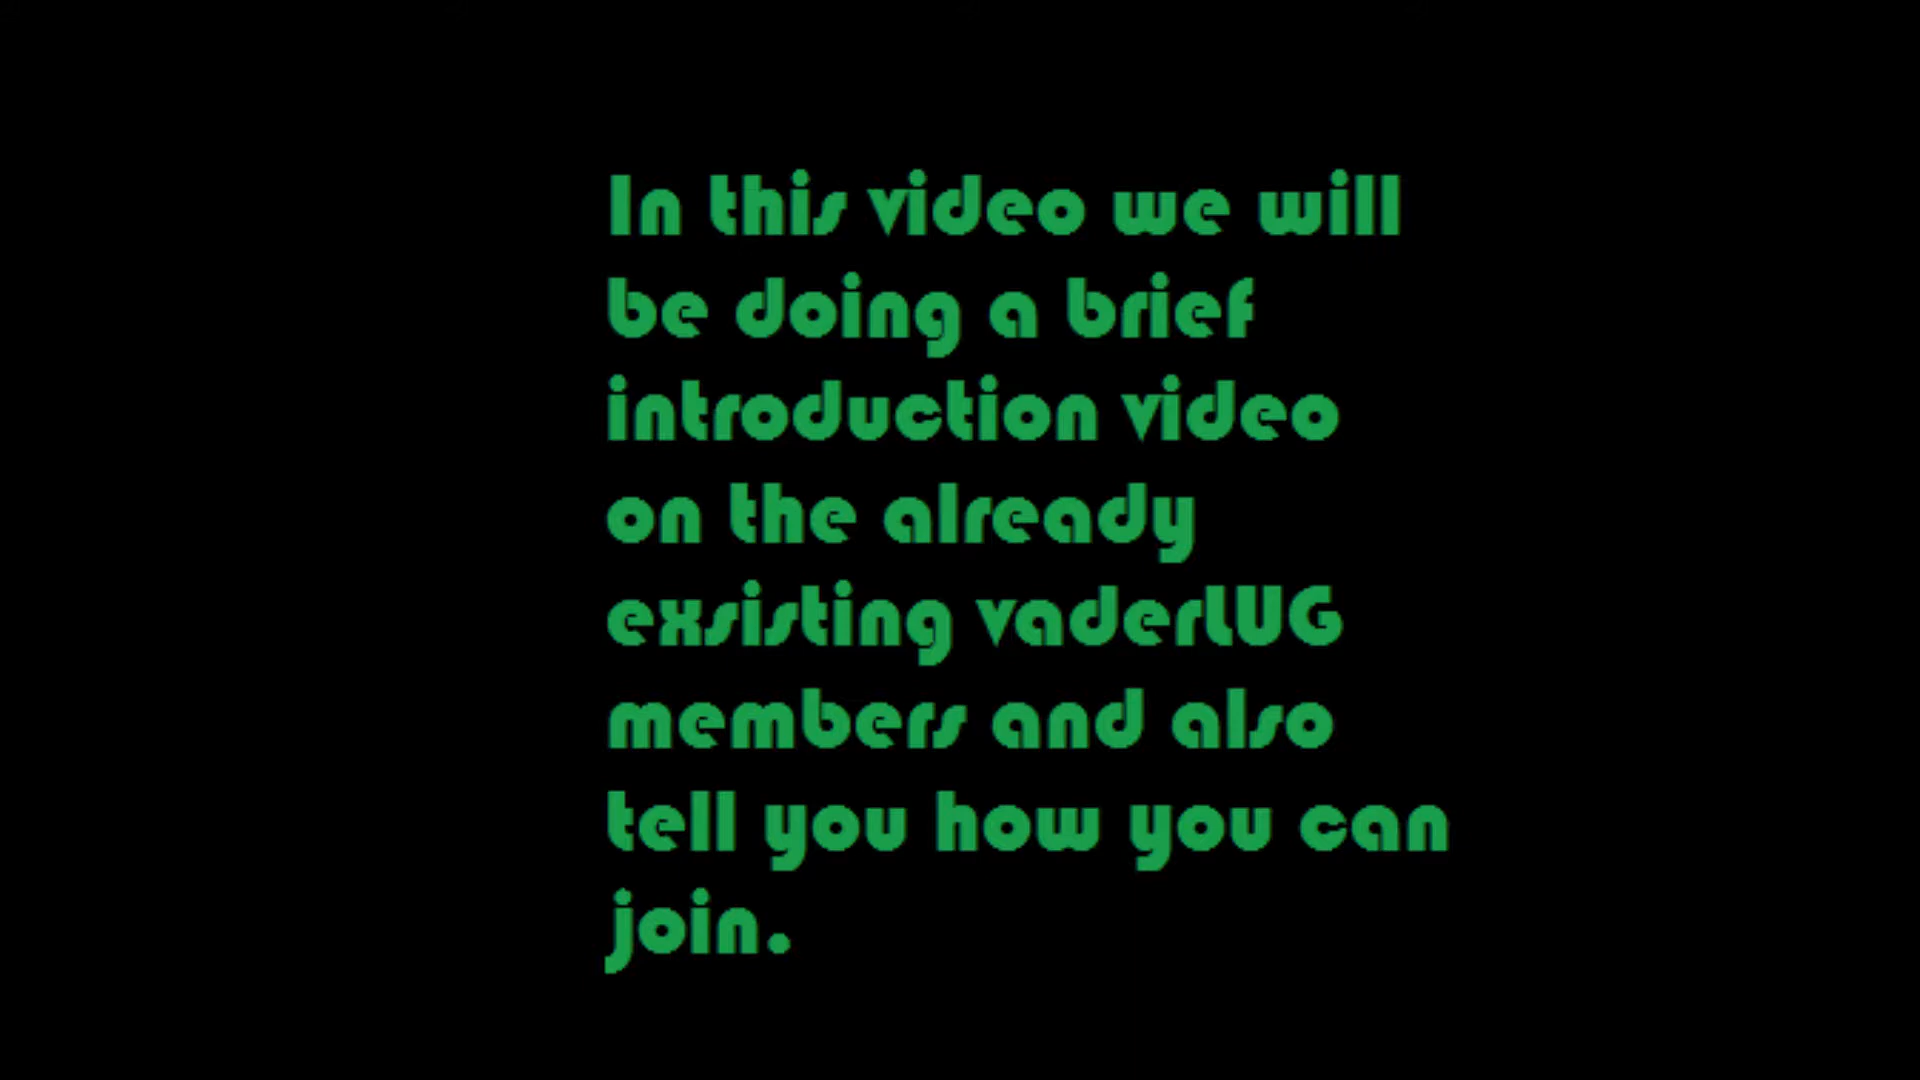 In this video we will
be doing a brief
introduction video
on the already
exsisting vaderLUG
members and also
tell you how you can
join.